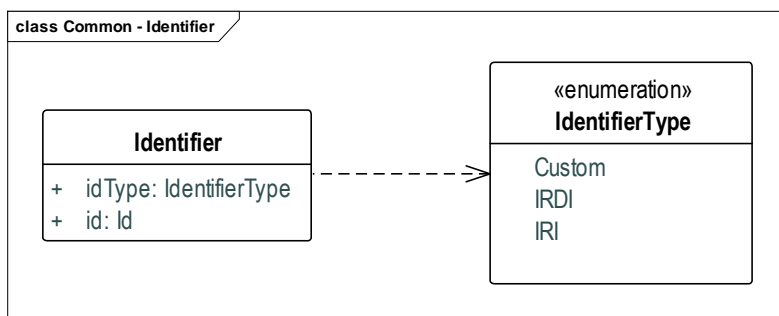 class Common - Identifier
Identifier
+ idType: IdentifierType
+ id: Id
«enumeration»
IdentifierType
Custom
IRDI
IRI